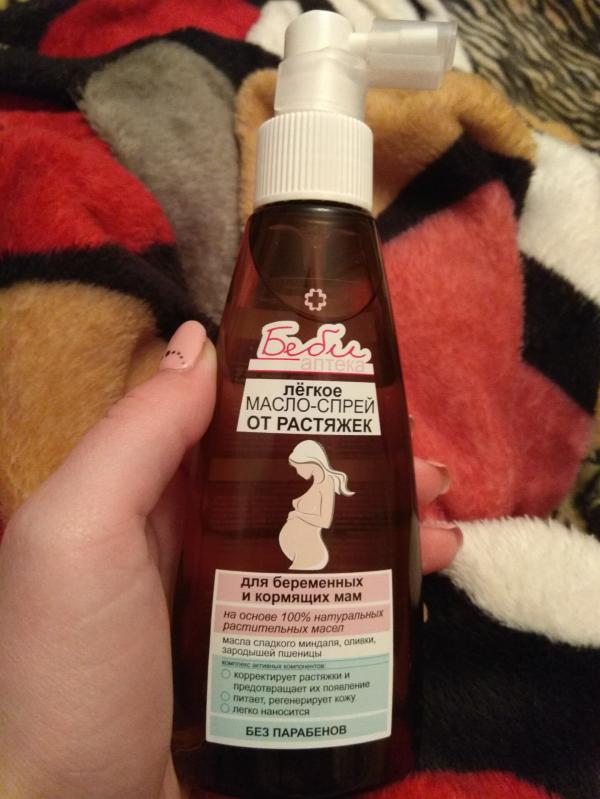 Беби
аптека
лёгкое
МАСЛО-СПРЕЙ
ОТ РАСТЯЖЕК
для беременных
и кормящих мам
на основе 100% натуральных
растительных масел
масла сладкого миндаля, оливки,
зародышей пшеницы
комплекс активных компонентов:
корректирует растяжки и
предотвращает их появление
питает, регенерирует кожу
легко наносится
БЕЗ ПАРАБЕНОВ